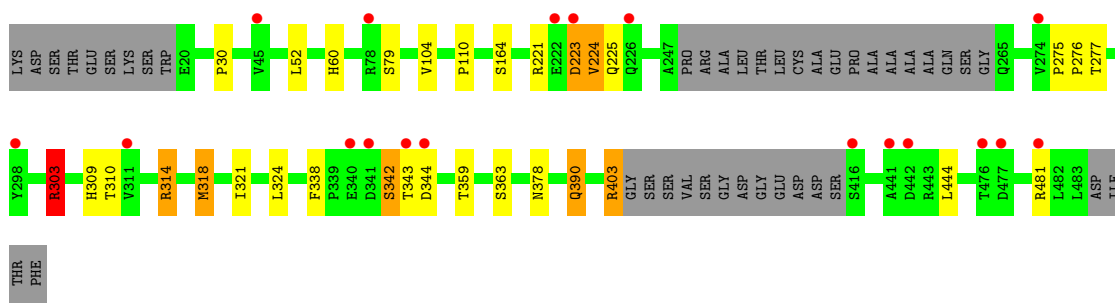 LYS ASP SER THR GLU SER LYS SER TRP E20 P30 V45 L52 H60 R78 S79 V104 P110 S164 R221 E222 D223 V224 Q225 Q226 A247 PRO ARG ALA LEU THR LEU CYS ALA GLU PRO ALA ALA ALA ALA GLN SER GLY Q265 V274 P275 P276 T277
Y298 R303 H309 T310 V311 R314 M318 I321 L324 F338 P339 E340 D341 S342 T343 D344 T359 S363 N378 Q390 R403 GLY SER SER VAL SER GLY ASP GLY GLU ASP ASP SER S416 A441 D442 R443 L444 T476 D477 R481 L482 L483 ASP ILE
THR PHE